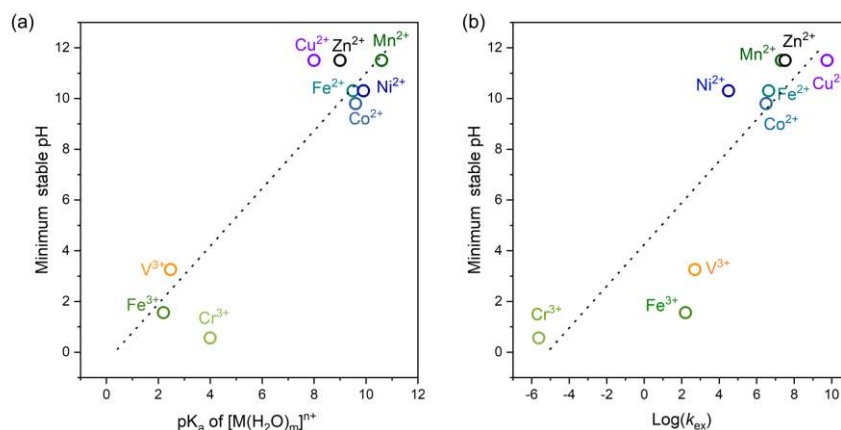 (a)
12
10
8
6
4
2
0
Minimum stable pH
Cu²⁺
Zn²⁺
Mn²⁺
Fe²⁺
Ni²⁺
Co²⁺
V³⁺
Fe³⁺
Cr³⁺
0 2 4 6 8 10 12
pKₐ of [M(H₂O)ₘ]ⁿ⁺
(b)
12
10
8
6
4
2
0
Minimum stable pH
Zn²⁺
Mn²⁺
Ni²⁺
Fe²⁺
Cu²
Co²⁺
V³⁺
Fe³⁺
Cr³⁺
-6 -4 -2 0 2 4 6 8 10
Log(kₑₓ)